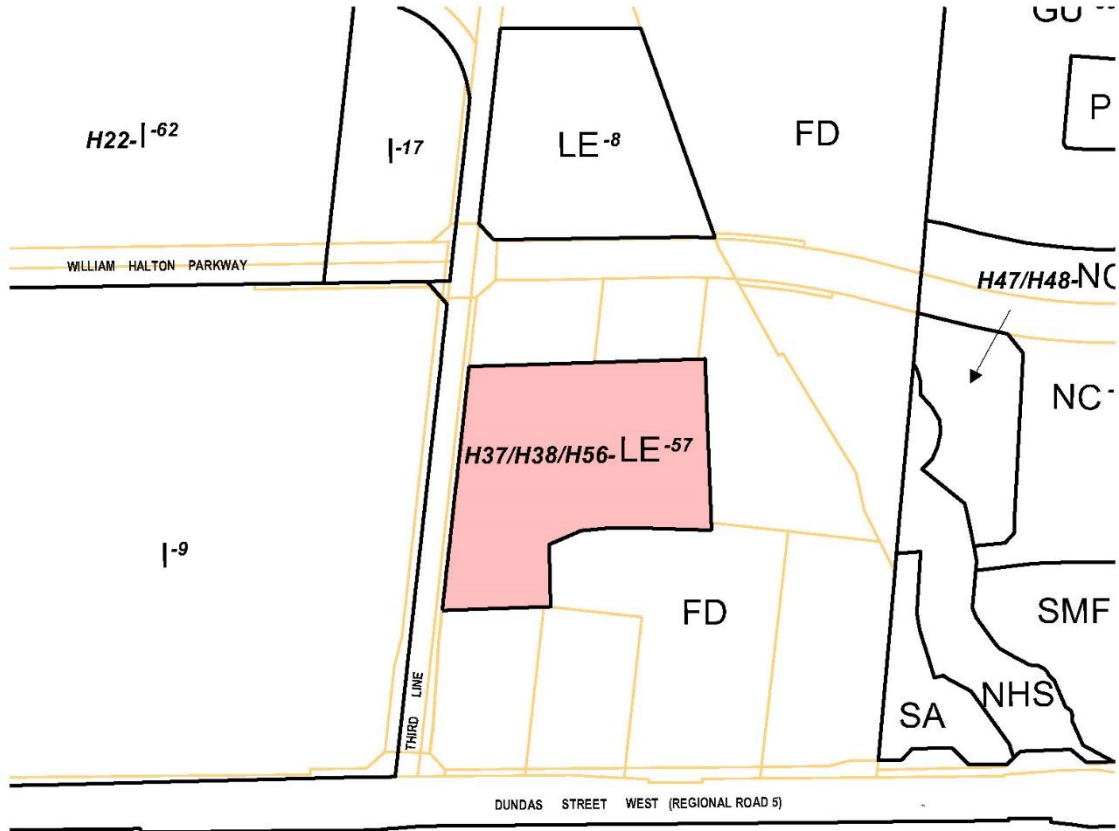 GU
P
H22-I-62
I-17
LE-8
FD
WILLIAM HALTON PARKWAY
H47/H48-NC
NC-
H37/H38/H56-LE-57
I-9
FD
SMF
THIRD LINE
SA
NHS
DUNDAS STREET WEST (REGIONAL ROAD 5)